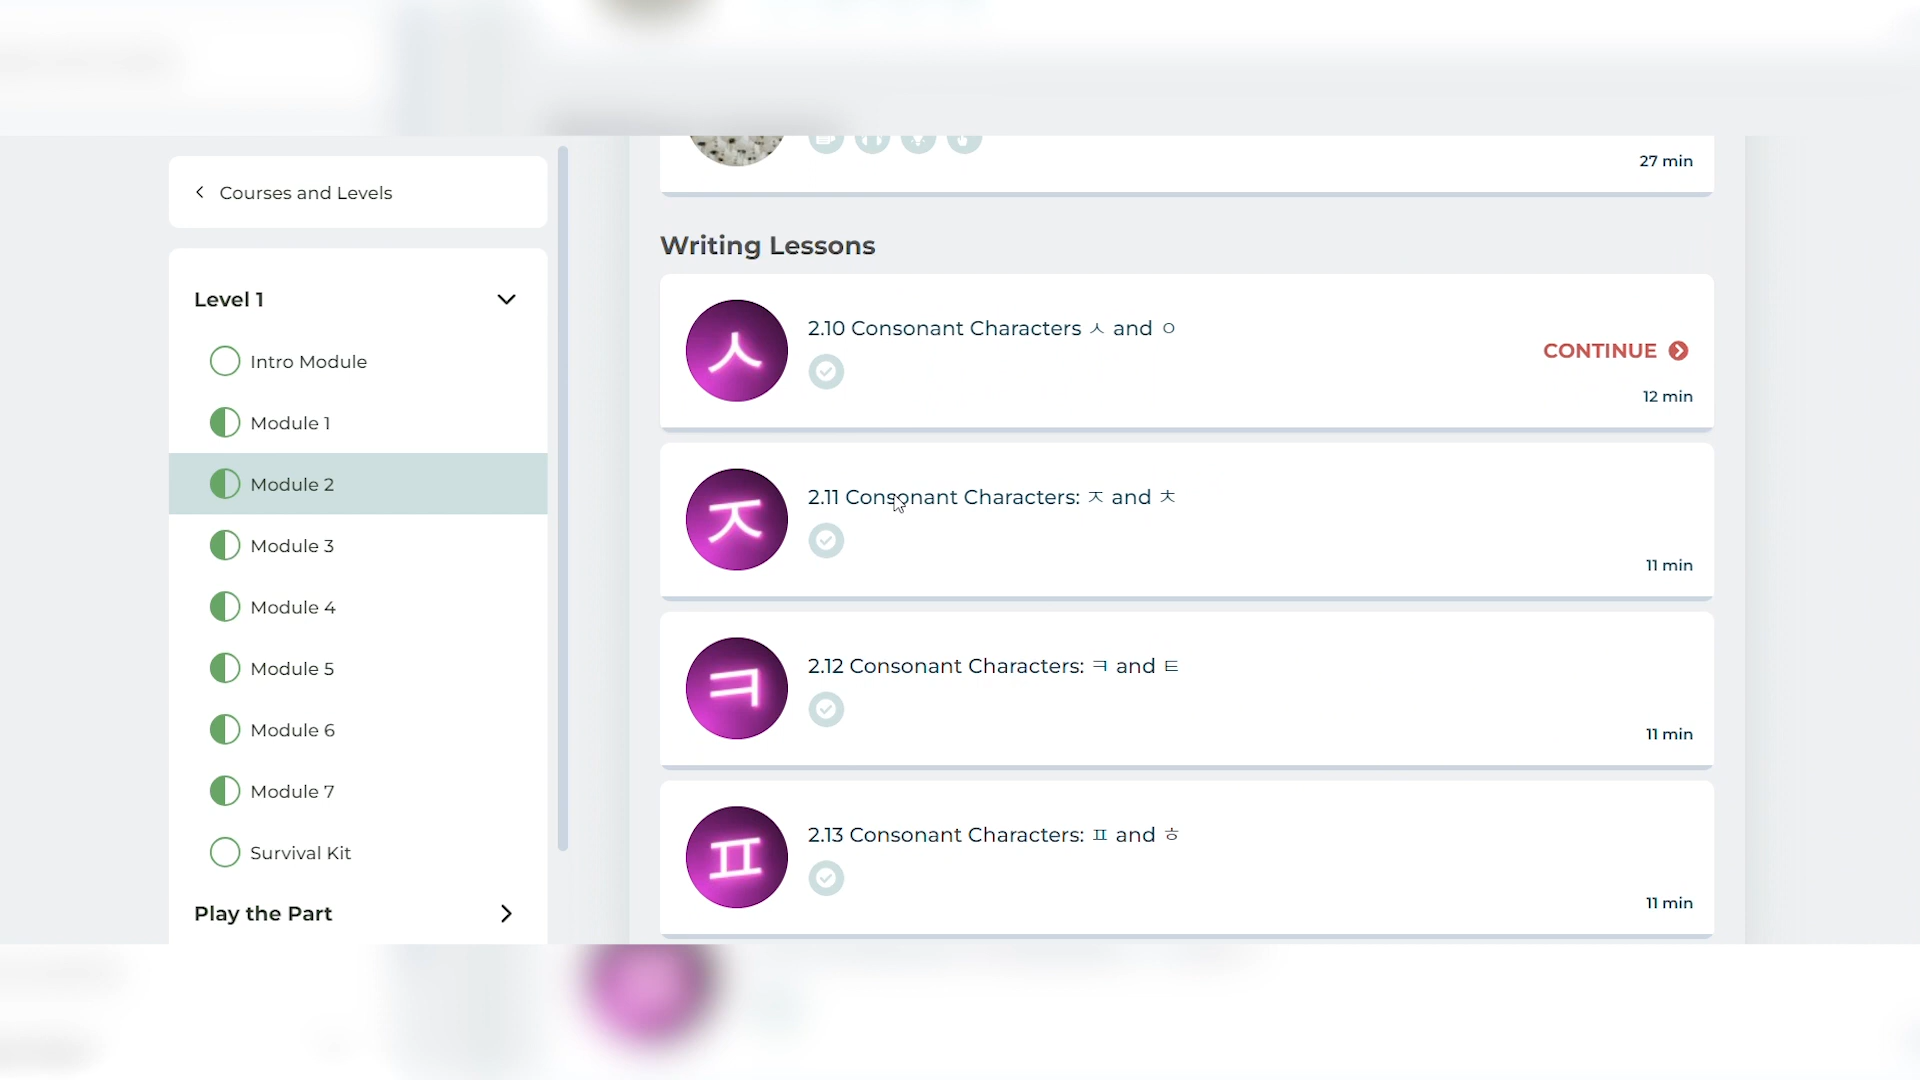 Courses and Levels
Level 1
Intro Module
Module 1
Module 2
Module 3
Module 4
Module 5
Module 6
Module 7
Survival Kit
Play the Part
27 min
Writing Lessons
ㅅ
2.10 Consonant Characters ㅅ and ㅇ
CONTINUE
12 min
ㅈ
2.11 Consonant Characters: ㅈ and ㅊ
11 min
ㅋ
2.12 Consonant Characters: ㅋ and ㅌ
11 min
ㅍ
2.13 Consonant Characters: ㅍ and ㅎ
11 min